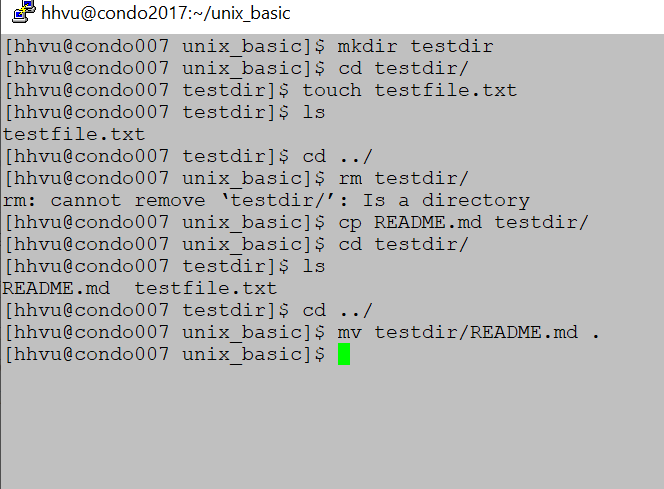 hhvu@condo2017:~/unix_basic
[hhvu@condo007 unix_basic]$ mkdir testdir
[hhvu@condo007 unix_basic]$ cd testdir/
[hhvu@condo007 testdir]$ touch testfile.txt
[hhvu@condo007 testdir]$ ls
testfile.txt
[hhvu@condo007 testdir]$ cd ../
[hhvu@condo007 unix_basic]$ rm testdir/
rm: cannot remove ‘testdir/’: Is a directory
[hhvu@condo007 unix_basic]$ cp README.md testdir/
[hhvu@condo007 unix_basic]$ cd testdir/
[hhvu@condo007 testdir]$ ls
README.md  testfile.txt
[hhvu@condo007 testdir]$ cd ../
[hhvu@condo007 unix_basic]$ mv testdir/README.md .
[hhvu@condo007 unix_basic]$